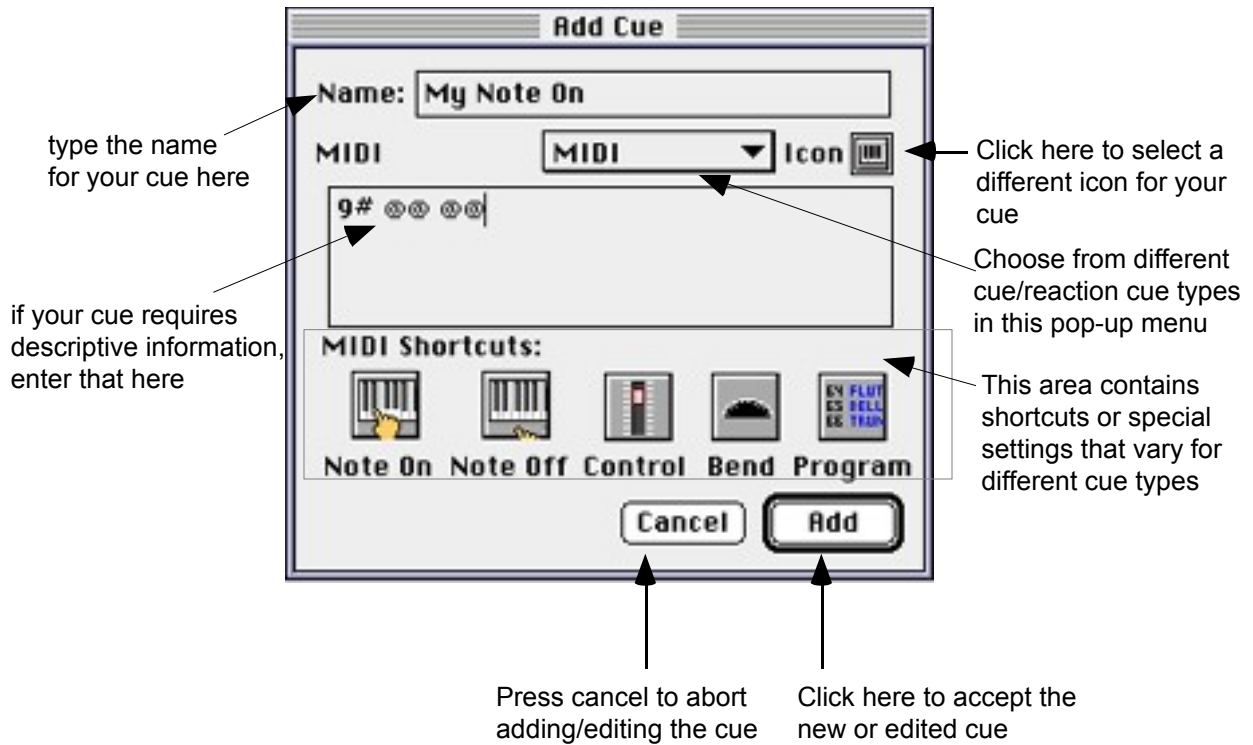 Add Cue
Name: My Note On
type the name
for your cue here
MIDI MIDI Icon
Click here to select a
different icon for your
cue
9# @@ @@
Choose from different
cue/reaction cue types
in this pop-up menu
if your cue requires
descriptive information,
enter that here
MIDI Shortcuts:
This area contains
shortcuts or special
settings that vary for
different cue types
FLUT
BELL
TRUM
Note On Note Off Control Bend Program
Cancel Add
Press cancel to abort
adding/editing the cue
Click here to accept the
new or edited cue